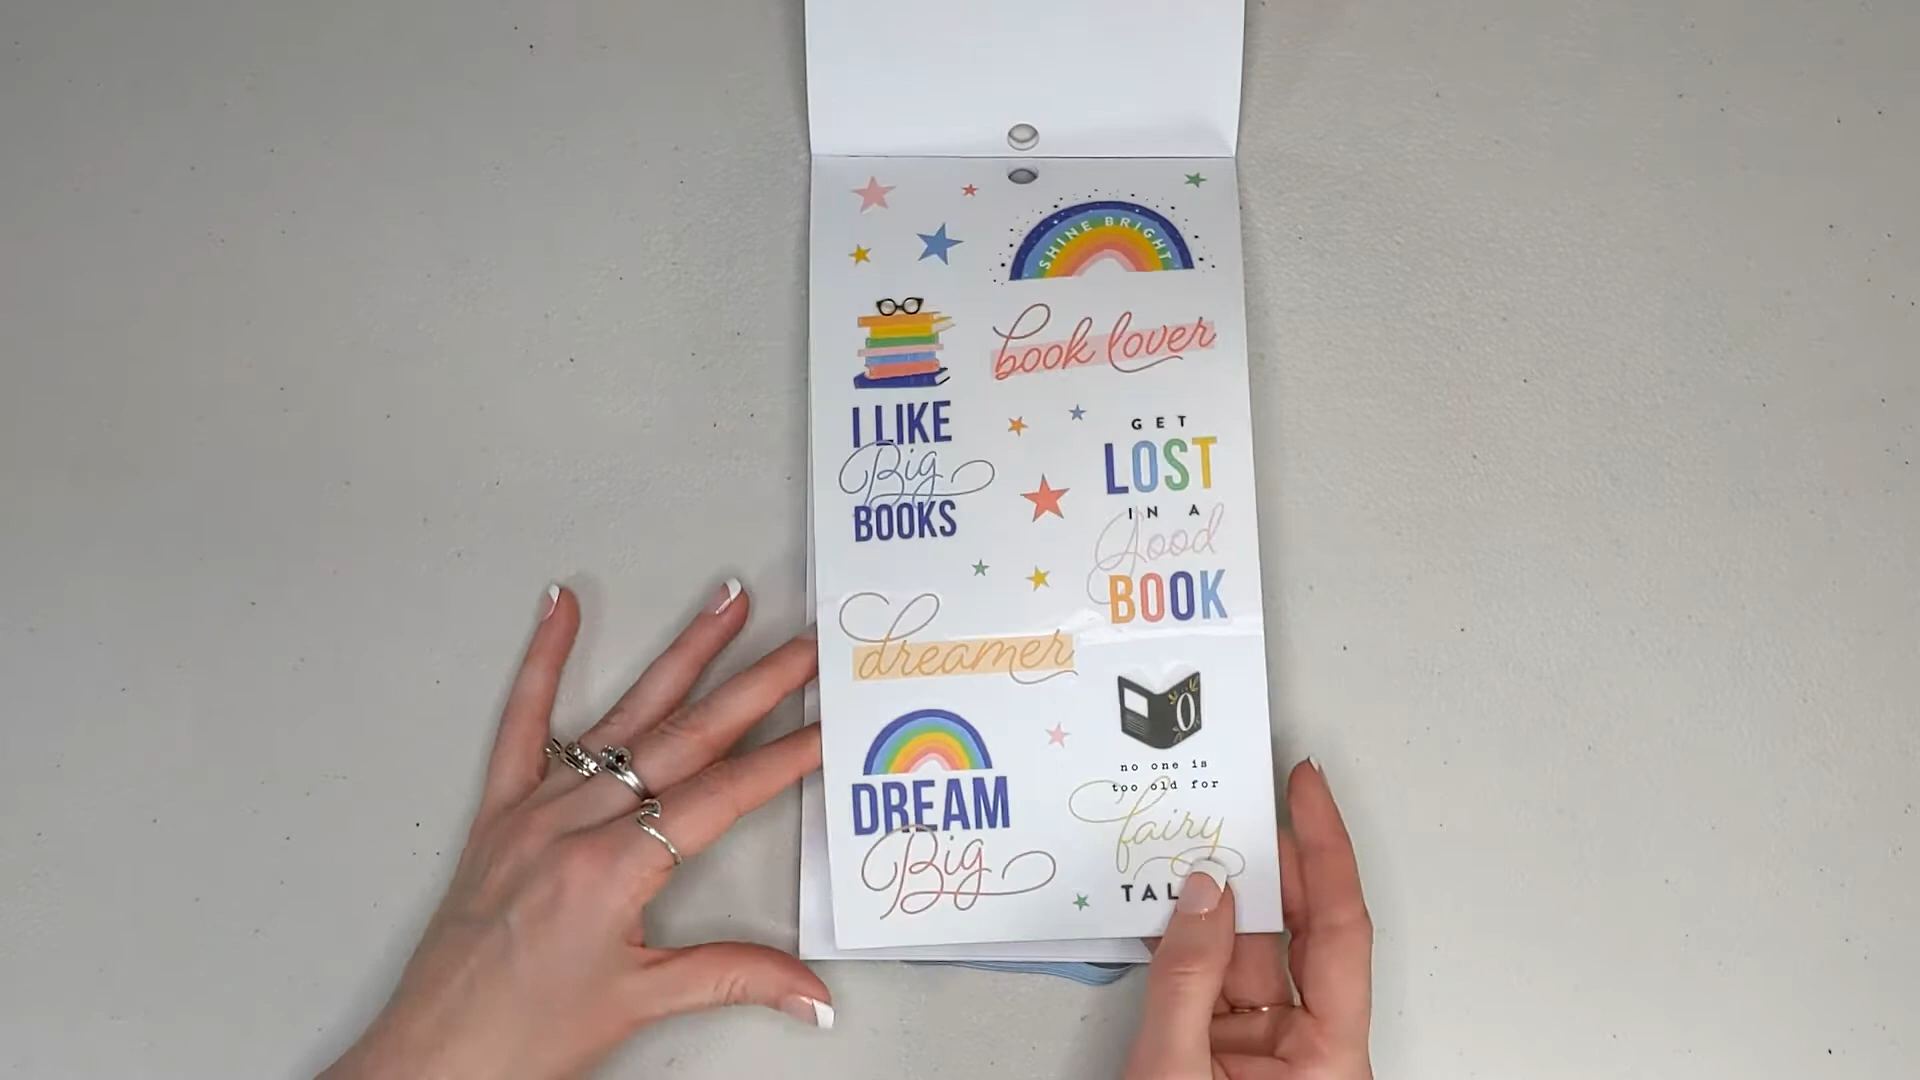 SHINE BRIGHT
book lover
I LIKE
Big
BOOKS
GET
LOST
IN A
Good
BOOK
dreamer
DREAM
Big
no one is
too old for
fairy